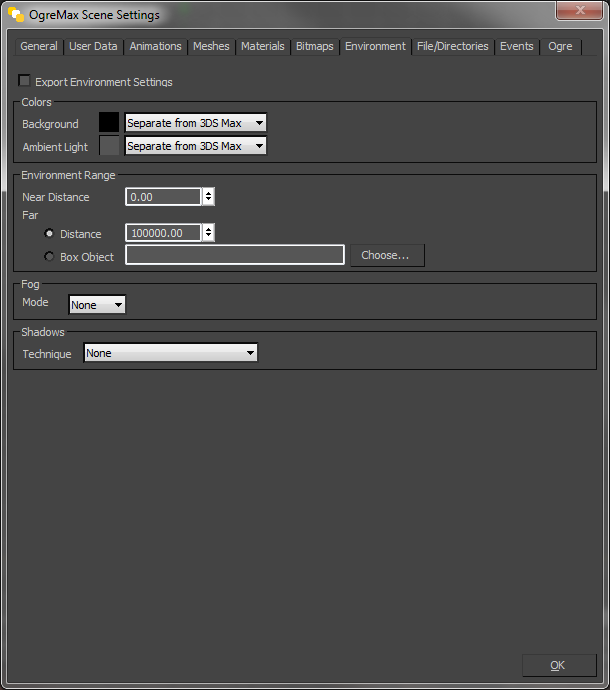 OgreMax Scene Settings
General User Data Animations Meshes Materials Bitmaps Environment File/Directories Events Ogre
Export Environment Settings
Colors
Background Separate from 3DS Max
Ambient Light Separate from 3DS Max
Environment Range
Near Distance 0.00
Far
Distance 100000.00
Box Object Choose...
Fog
Mode None
Shadows
Technique None
OK